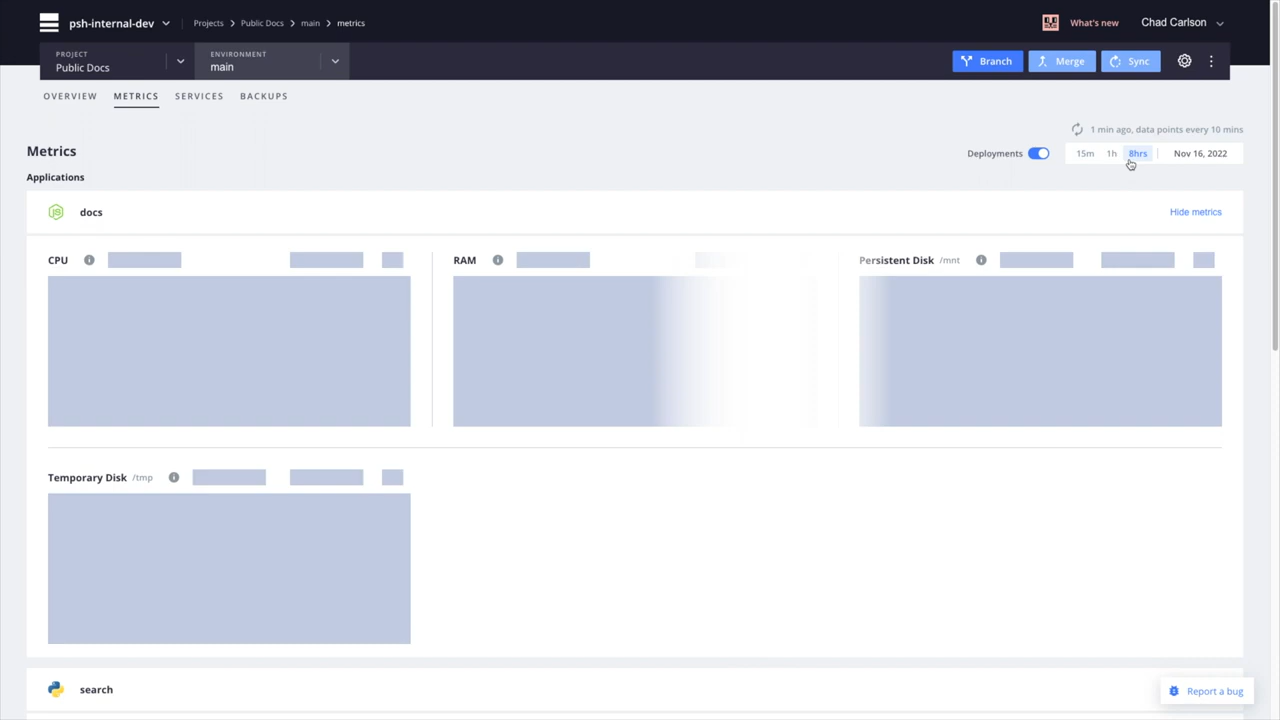 psh-internal-dev
Projects > Public Docs > main > metrics
What's new
Chad Carlson
PROJECT
Public Docs
ENVIRONMENT
main
Branch
Merge
Sync
OVERVIEW
METRICS
SERVICES
BACKUPS
1 min ago, data points every 10 mins
Metrics
Deployments
15m 1h 8hrs
Nov 16, 2022
Applications
docs
Hide metrics
CPU
RAM
Persistent Disk /mnt
Temporary Disk /tmp
search
Report a bug